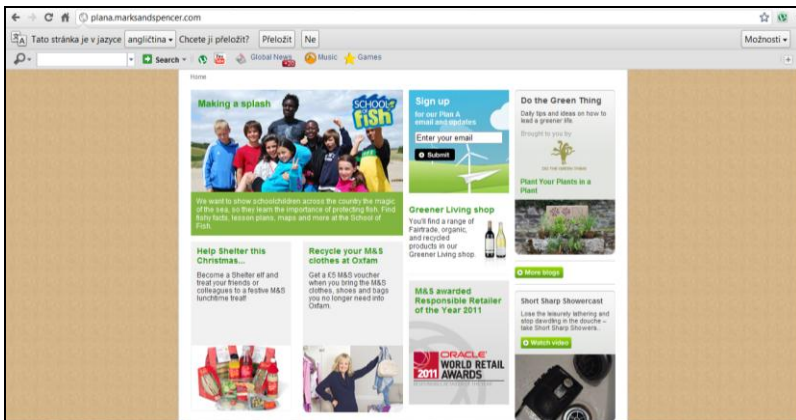 plana.marksandspencer.com
Tato stránka je v jazyce angličtina Chcete ji přeložit? Přeložit Ne Možnosti
Search Global News Music Games
home
Making a splash
SCHOOL of fish
We want to show schoolchildren across the country the magic
of the sea, so they learn the importance of protecting fish. Find
fishy facts, lesson plans, maps and more at the School of
Fish.
Help Shelter this
Christmas...
Become a Shelter elf and
treat your friends or
colleagues to a festive M&S
lunchtime treat!
Recycle your M&S
clothes at Oxfam
Get a £5 M&S voucher
when you bring the M&S
clothes, shoes and bags
you no longer need into
Oxfam.
Sign up
for our Plan A
email and updates
Enter your email
Submit
Greener Living shop
You'll find a range of
Fairtrade, organic,
and recycled
products in our
Greener Living shop.
M&S awarded
Responsible Retailer
of the Year 2011
ORACLE
WORLD RETAIL
2011 AWARDS
Do the Green Thing
Daily tips and ideas on how to
lead a greener life.
Brought to you by
DO THE GREEN THING
Plant Your Plants in a
Plant
More blogs
Short Sharp Showercast
Lose the leisurely lathering and
stop dawdling in the douche –
take Short Sharp Showers..
Watch video